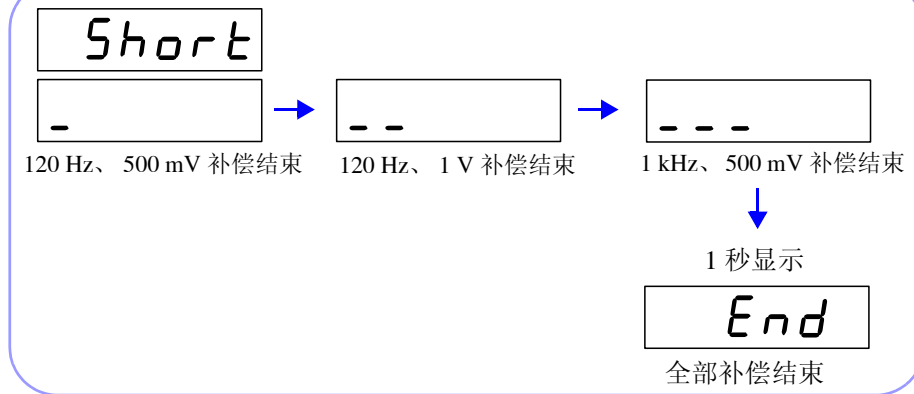 Short
_
_ _
_ _ _
120 Hz、 500 mV 补偿结束
120 Hz、 1 V 补偿结束
1 kHz、 500 mV 补偿结束
1 秒显示
End
全部补偿结束